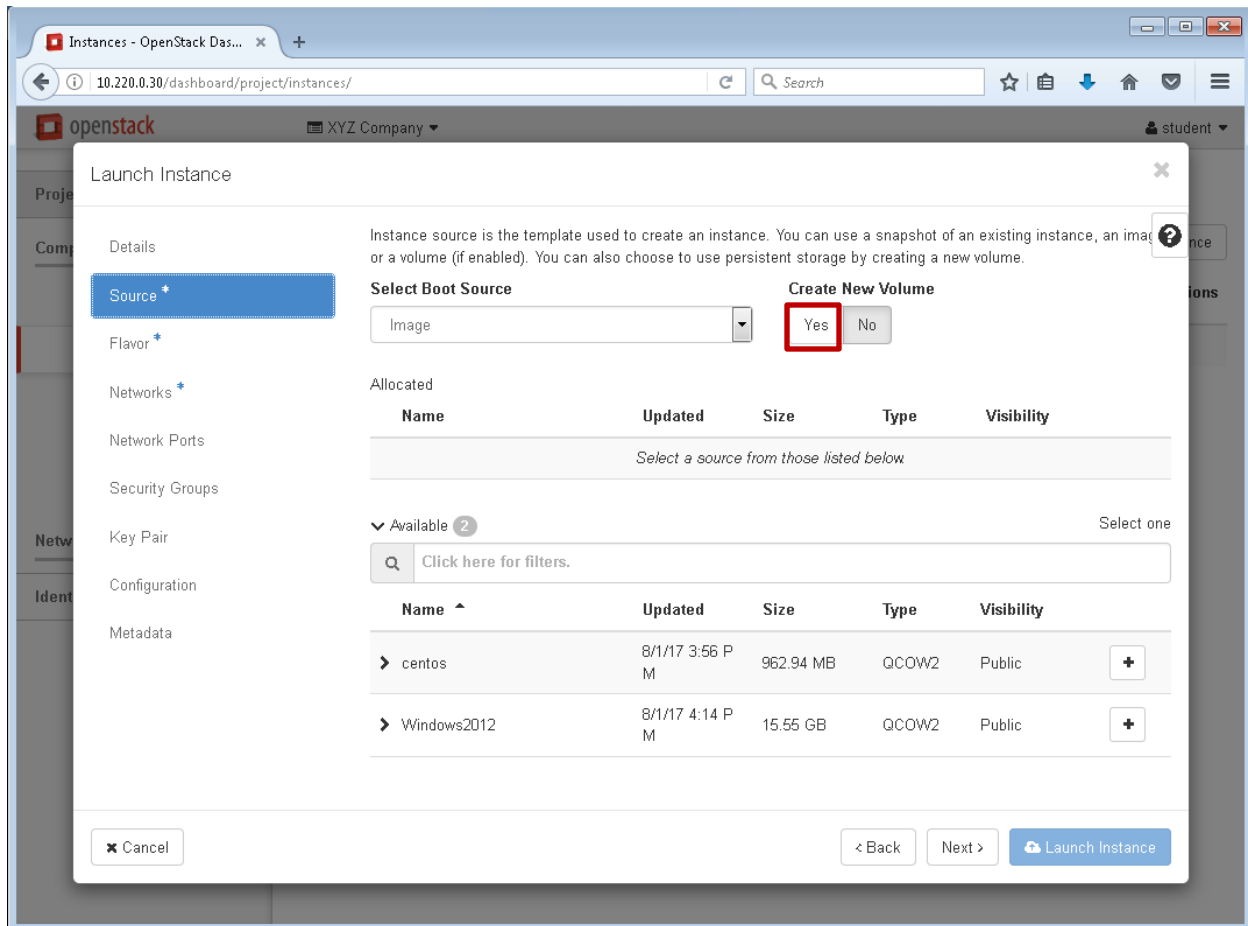 Instances - OpenStack Das...
10.220.0.30/dashboard/project/instances/
Search
openstack
XYZ Company
student
Launch Instance
Proje
Comp
nce
ions
Netw
Ident
Details
Source *
Flavor *
Networks *
Network Ports
Security Groups
Key Pair
Configuration
Metadata
Instance source is the template used to create an instance. You can use a snapshot of an existing instance, an imag
or a volume (if enabled). You can also choose to use persistent storage by creating a new volume.
Select Boot Source
Create New Volume
Image
Yes No
Allocated
Name Updated Size Type Visibility
Select a source from those listed below.
Available 2
Select one
Click here for filters.
Name Updated Size Type Visibility
centos 8/1/17 3:56 P
M 962.94 MB QCOW2 Public +
Windows2012 8/1/17 4:14 P
M 15.55 GB QCOW2 Public +
Cancel
< Back
Next >
Launch Instance